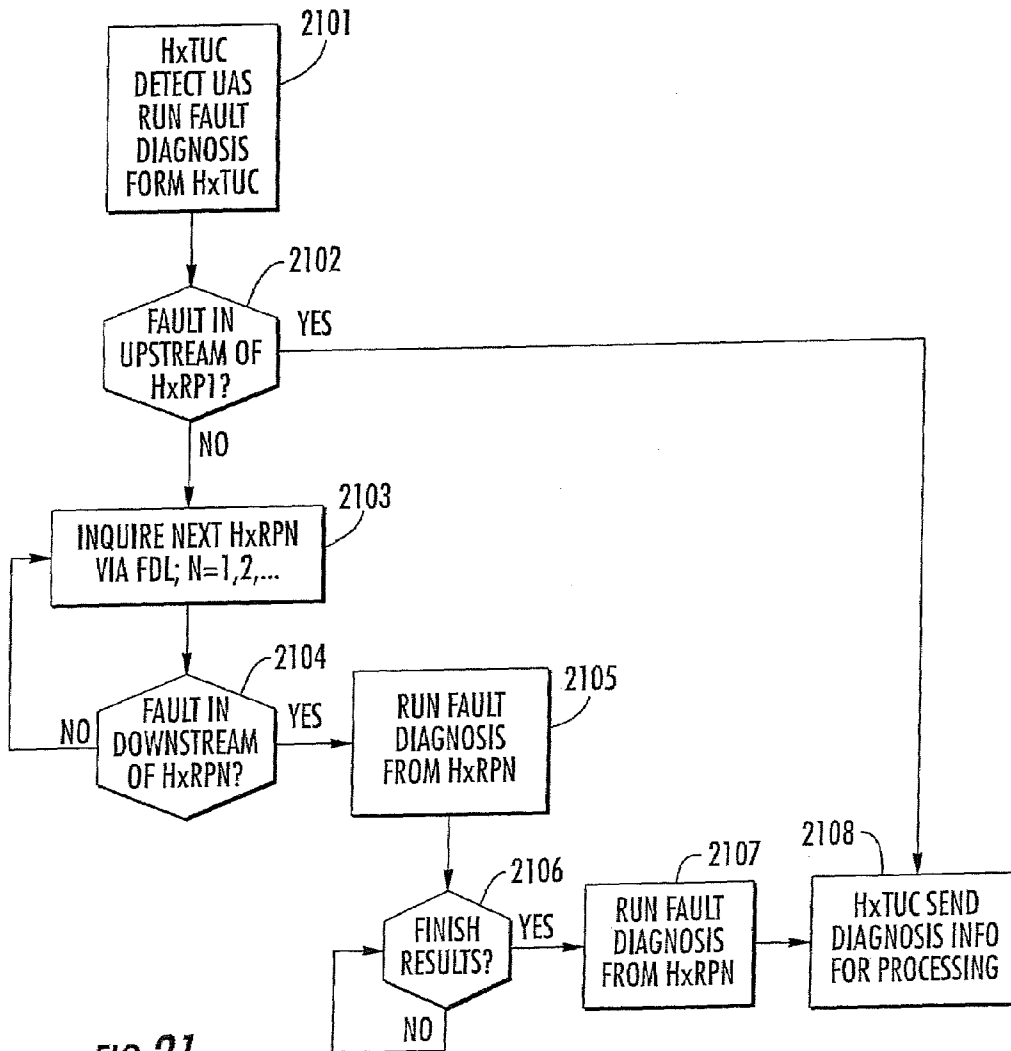 2101
HxTUC
DETECT UAS
RUN FAULT
DIAGNOSIS
FORM HxTUC
2102
FAULT IN
UPSTREAM OF
HxRP1?
YES
NO
2103
INQUIRE NEXT HxRPN
VIA FDL; N=1,2,...
2104
FAULT IN
DOWNSTREAM
OF HxRPN?
NO
YES
2105
RUN FAULT
DIAGNOSIS
FROM HxRPN
2106
FINISH
RESULTS?
YES
NO
2107
RUN FAULT
DIAGNOSIS
FROM HxRPN
2108
HxTUC SEND
DIAGNOSIS INFO
FOR PROCESSING
FIG. 21